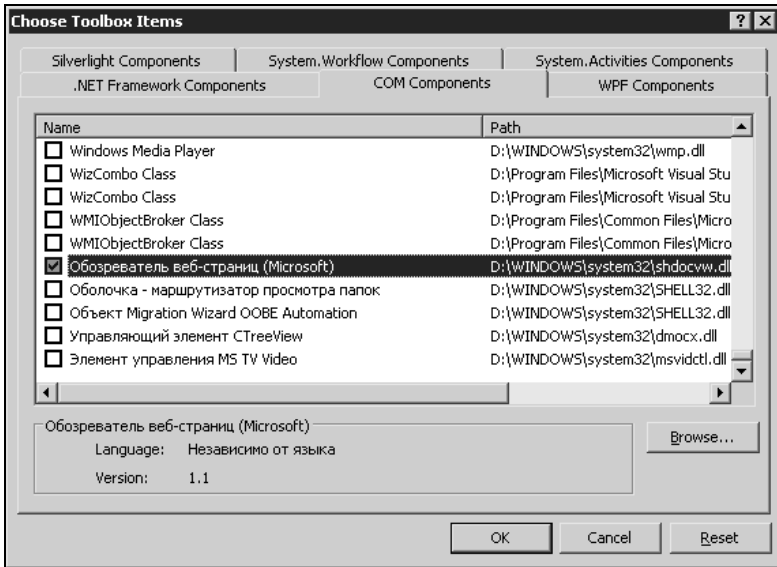 Choose Toolbox Items
Silverlight Components System.Workflow Components System.Activities Components
.NET Framework Components COM Components WPF Components
Name Path
Windows Media Player D:\WINDOWS\system32\wmp.dll
WizCombo Class D:\Program Files\Microsoft Visual Stu
WizCombo Class D:\Program Files\Microsoft Visual Stu
WMIObjectBroker Class D:\Program Files\Common Files\Micro
WMIObjectBroker Class D:\Program Files\Common Files\Micro
Обозреватель веб-страниц (Microsoft) D:\WINDOWS\system32\shdocvw.dll
Оболочка - маршрутизатор просмотра папок D:\WINDOWS\system32\SHELL32.dll
Объект Migration Wizard OOBE Automation D:\WINDOWS\system32\SHELL32.dll
Управляющий элемент CTreeView D:\WINDOWS\system32\dmocx.dll
Элемент управления MS TV Video D:\WINDOWS\system32\msvidctl.dll
Обозреватель веб-страниц (Microsoft)
Language: Независимо от языка
Browse...
Version: 1.1
OK Cancel Reset